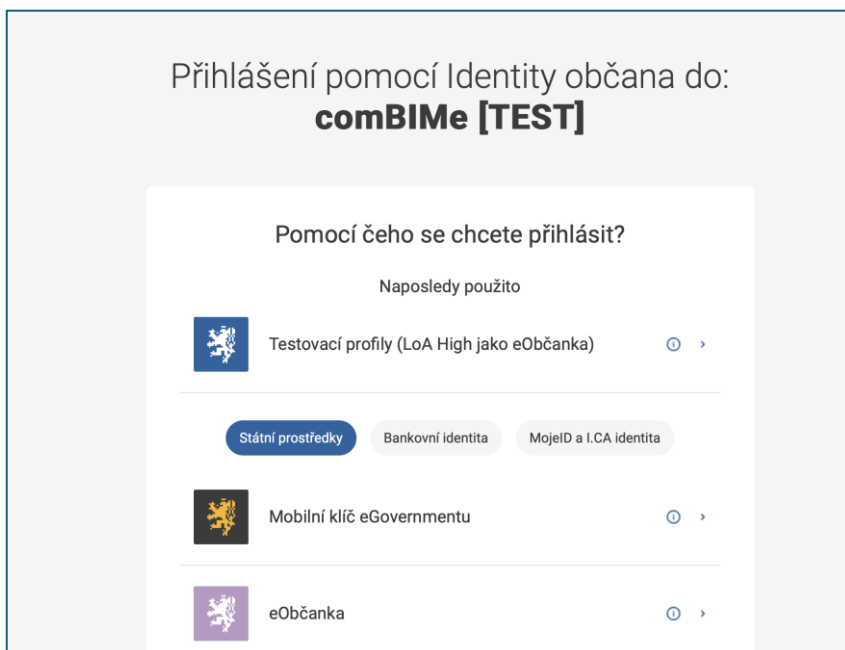 Přihlášení pomocí Identity občana do:
comBIMe [TEST]
Pomocí čeho se chcete přihlásit?
Naposledy použito
Testovací profily (LoA High jako eObčanka)
Státní prostředky
Bankovní identita
MojeID a I.CA identita
Mobilní klíč eGovernmentu
eObčanka